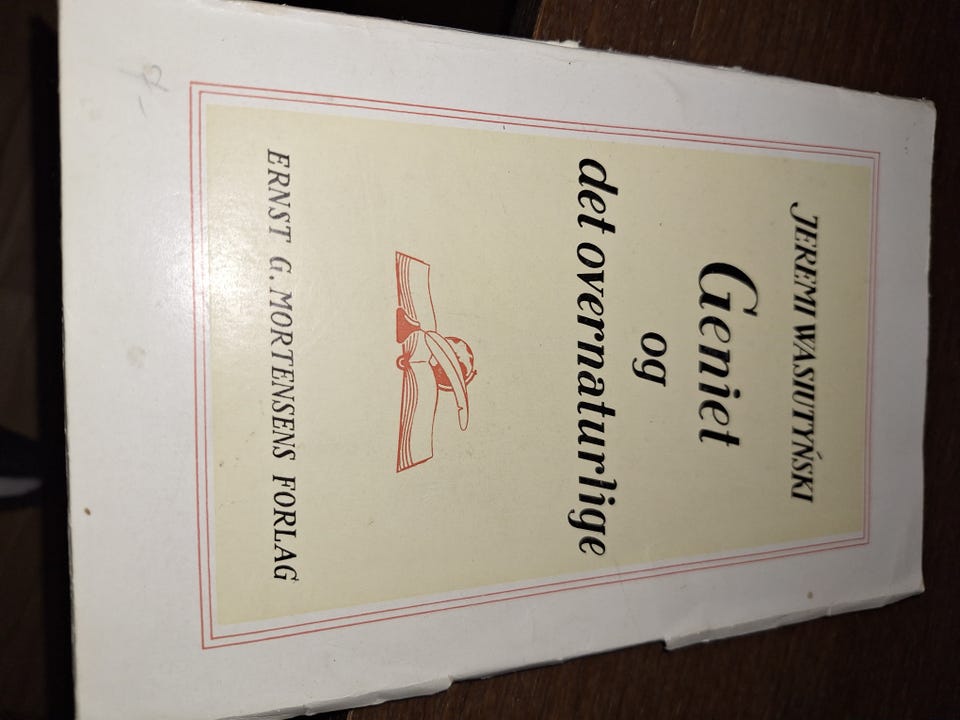 JEREMI WASIUTYŃSKI
Geniet
og
det overnaturlige
ERNST G. MORTENSENS FORLAG